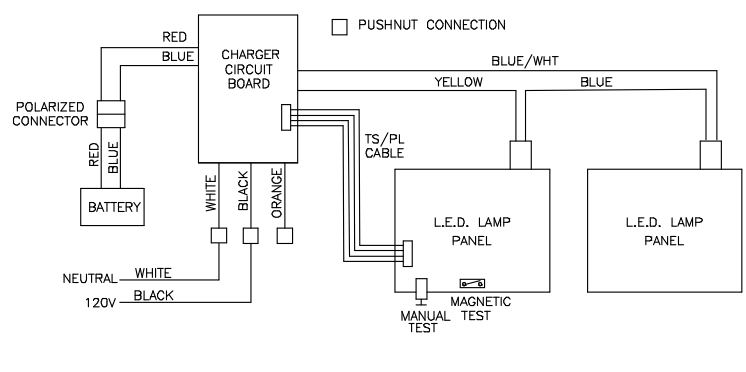 PUSHNUT CONNECTION
RED
BLUE
CHARGER
CIRCUIT
BOARD
BLUE/WHT
YELLOW
BLUE
POLARIZED
CONNECTOR
TS/PL
CABLE
RED
BLUE
WHITE
BLACK
ORANGE
BATTERY
L.E.D. LAMP
PANEL
L.E.D. LAMP
PANEL
NEUTRAL
WHITE
120V
BLACK
MANUAL
TEST
MAGNETIC
TEST